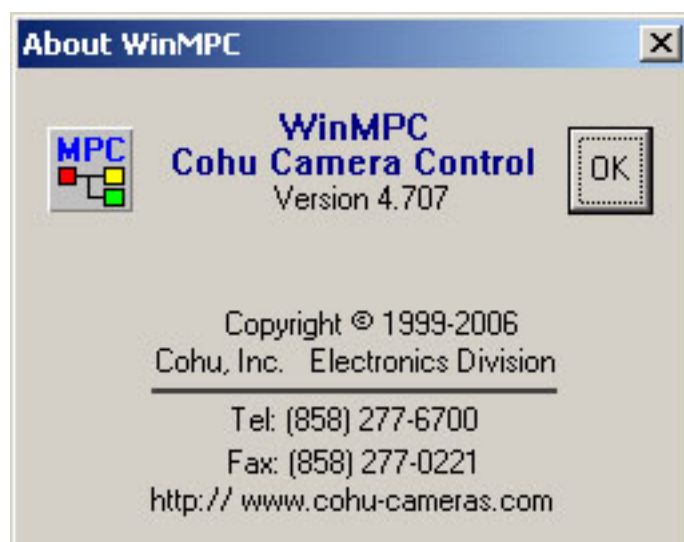 About WinMPC
MPC
WinMPC
Cohu Camera Control
Version 4.707
OK
Copyright © 1999-2006
Cohu, Inc.   Electronics Division
Tel: (858) 277-6700
Fax: (858) 277-0221
http:// www.cohu-cameras.com